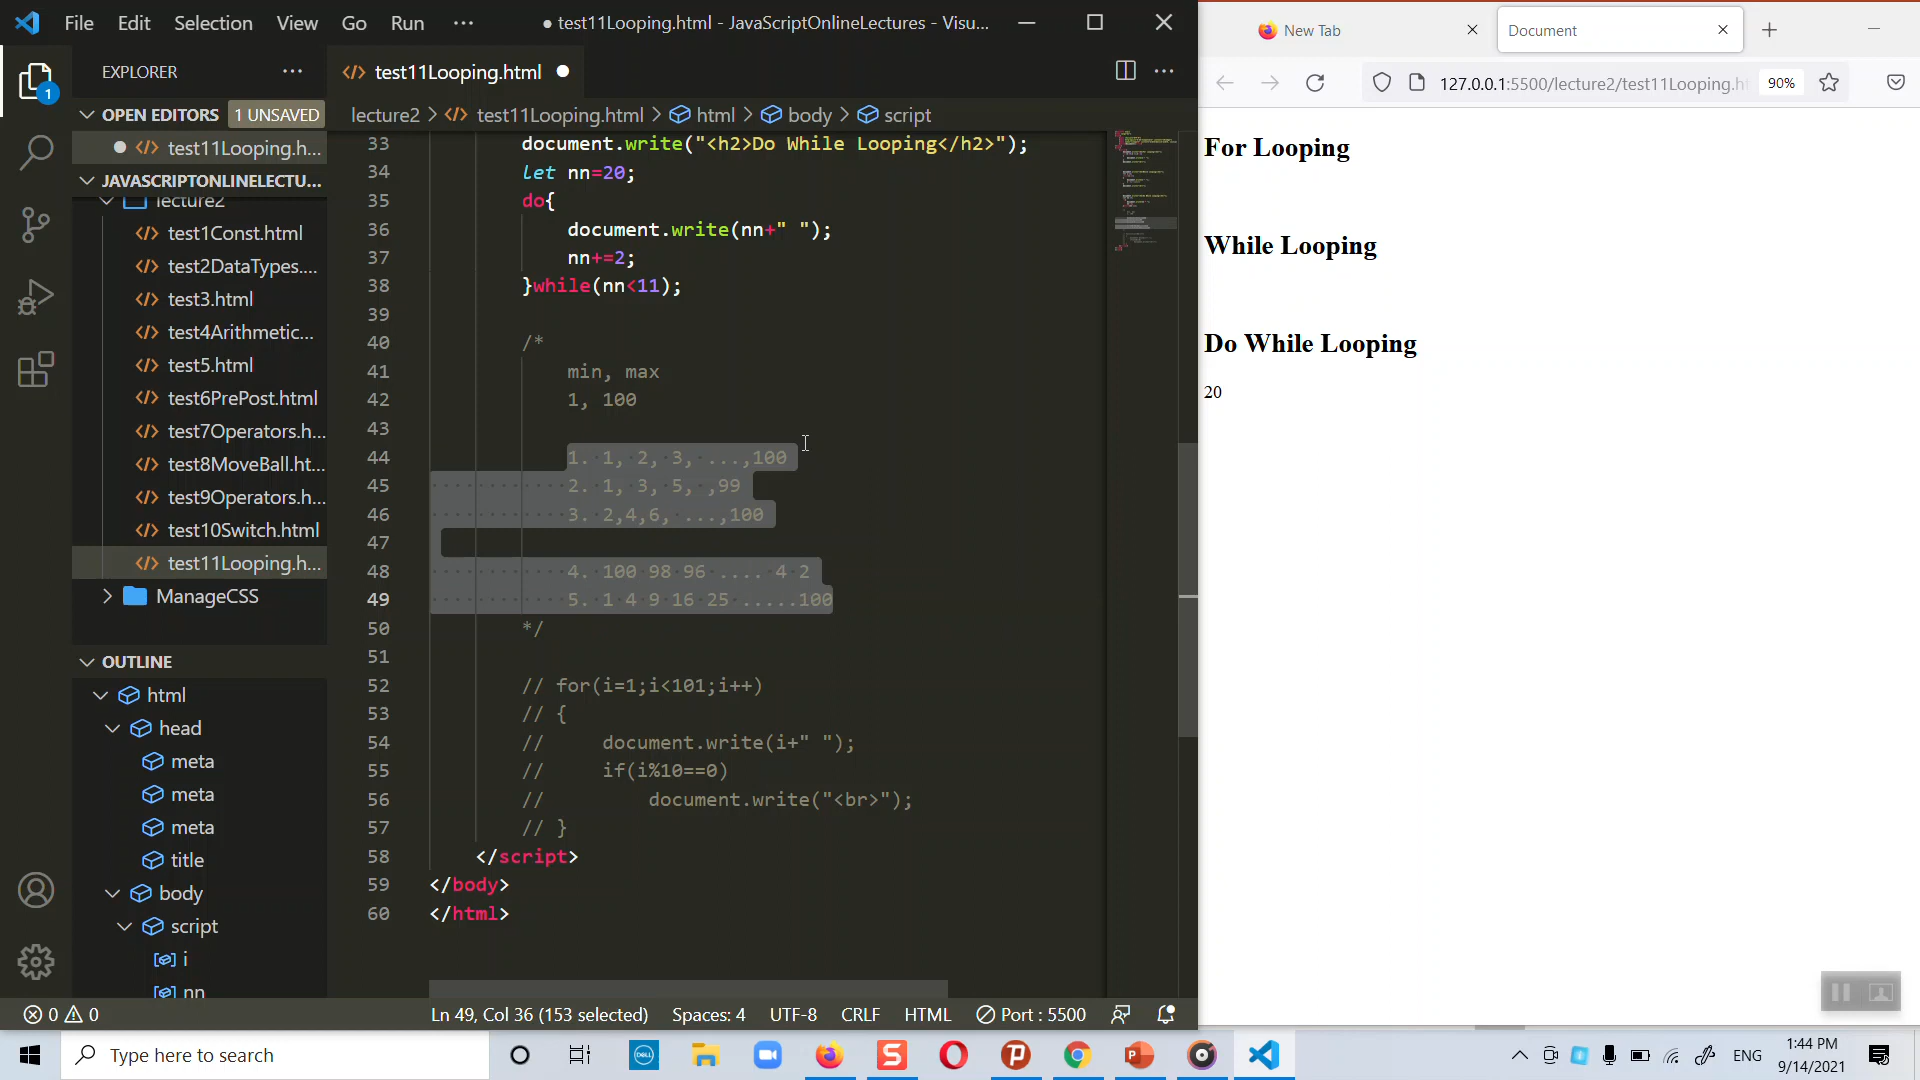 File Edit Selection View Go Run ··· ● test11Looping.html - JavaScriptOnlineLectures - Visu...
EXPLORER ···
OPEN EDITORS 1 UNSAVED
test11Looping.h...
JAVASCRIPTONLINELECTU...
lecture2
test1Const.html
test2DataTypes....
test3.html
test4Arithmetic...
test5.html
test6PrePost.html
test7Operators.h...
test8MoveBall.ht...
test9Operators.h...
test10Switch.html
test11Looping.h...
ManageCSS
OUTLINE
html
head
meta
meta
meta
title
body
script
i
nn
1
test11Looping.html ●
lecture2 > test11Looping.html > html > body > script
33 document.write("<h2>Do While Looping</h2>");
34 let nn=20;
35 do{
36 document.write(nn+" ");
37 nn+=2;
38 }while(nn<11);
39
40 /*
41 min, max
42 1, 100
43
44 1. 1, 2, 3, ...,100
45 2. 1, 3, 5, ,99
46 3. 2,4,6, ...,100
47
48 4. 100 98 96 .... 4 2
49 5. 1 4 9 16 25 .....100
50 */
51
52 // for(i=1;i<101;i++)
53 // {
54 // document.write(i+" ");
55 // if(i%10==0)
56 // document.write("<br>");
57 // }
58 </script>
59 </body>
60 </html>
0 0 Ln 49, Col 36 (153 selected) Spaces: 4 UTF-8 CRLF HTML Port : 5500
New Tab Document
127.0.0.1:5500/lecture2/test11Looping.h 90%
For Looping
While Looping
Do While Looping
20
Type here to search
DELL
ENG
1:44 PM
9/14/2021